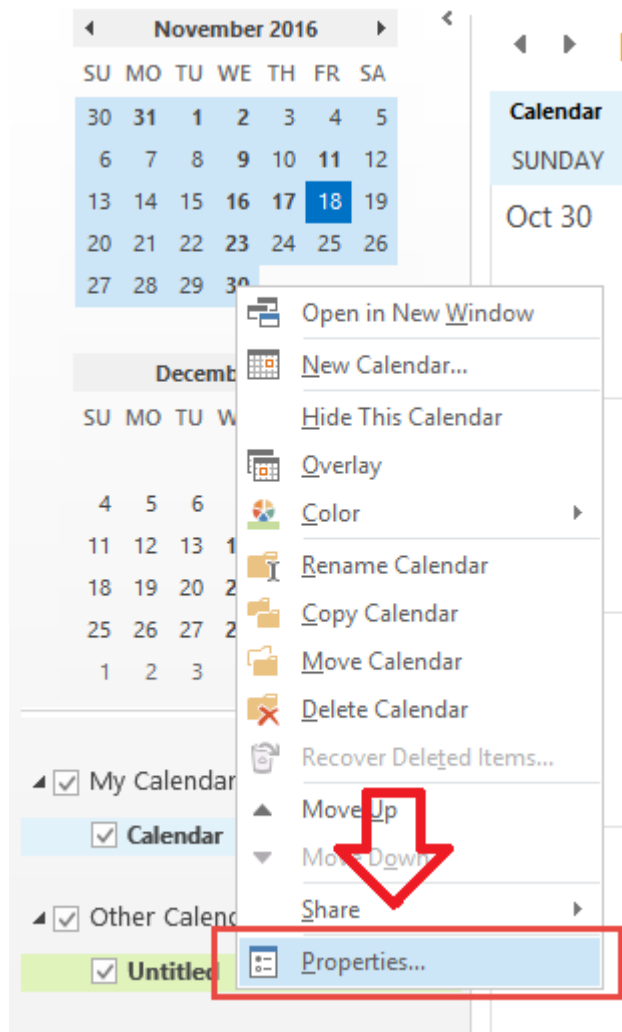 November 2016
SU MO TU WE TH FR SA
30 31 1 2 3 4 5
6 7 8 9 10 11 12
13 14 15 16 17 18 19
20 21 22 23 24 25 26
27 28 29 30
Decemb
SU MO TU W
4 5 6
11 12 13 1
18 19 20 2
25 26 27 2
1 2 3
My Calendar
Calendar
Other Calend
Untitled
Calendar
SUNDAY
Oct 30
Open in New Window
New Calendar...
Hide This Calendar
Overlay
Color
Rename Calendar
Copy Calendar
Move Calendar
Delete Calendar
Recover Deleted Items...
Move Up
Move Down
Share
Properties...